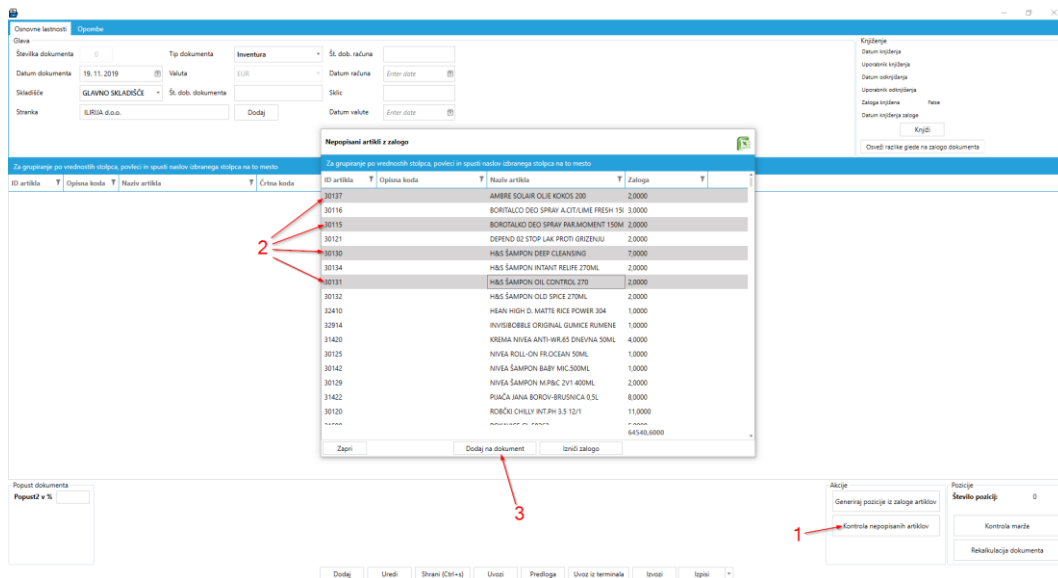 Osnovne lastnosti Opombe
Glava
Številka dokumenta 0 Tip dokumenta Inventura Št. dob. računa
Datum dokumenta 19. 11. 2019 Valuta EUR Datum računa Enter date
Skladišče GLAVNO SKLADIŠČE Št. dob. dokumenta Sklic
Stranka ILIRIJA d.o.o. Dodaj Datum valute Enter date
Knjiženje
Datum knjiženja
Uporabnik knjiženja
Datum odknjiženja
Uporabnik odknjiženja
Zaloga knjižena False
Datum knjiženja zaloge
Knjiži
Osveži razlike glede na zalogo dokumenta
Za grupiranje po vrednostih stolpca, povleci in spusti naslov izbranega stolpca na to mesto
ID artikla Opisna koda Naziv artikla Črtna koda
Nepopisani artikli z zalogo
Za grupiranje po vrednostih stolpca, povleci in spusti naslov izbranega stolpca na to mesto
ID artikla Opisna koda Naziv artikla Zaloga
30137 AMBRE SOLAIR OLJE KOKOS 200 2,0000
30116 BORITALCO DEO SPRAY A.CIT/LIME FRESH 15( 3,0000
30115 BOROTALKO DEO SPRAY PAR.MOMENT 150M 2,0000
30121 DEPEND 02 STOP LAK PROTI GRIZENJU 2,0000
30130 H&S ŠAMPON DEEP CLEANSING 7,0000
30134 H&S ŠAMPON INTANT RELIFE 270ML 2,0000
30131 H&S ŠAMPON OIL CONTROL 270 2,0000
30132 H&S ŠAMPON OLD SPICE 270ML 2,0000
32410 HEAN HIGH D. MATTE RICE POWER 304 1,0000
32914 INVISIBOBBLE ORIGINAL GUMICE RUMENE 1,0000
31420 KREMA NIVEA ANTI-WR.65 DNEVNA 50ML 4,0000
30125 NIVEA ROLL-ON FR.OCEAN 50ML 1,0000
30142 NIVEA ŠAMPON BABY MIC.500ML 1,0000
30129 NIVEA ŠAMPON M.P&C 2V1 400ML 2,0000
31422 PIJAČA JANA BOROV-BRUSNICA 0,5L 8,0000
30120 ROBČKI CHILLY INT.PH 3.5 12/1 11,0000
64540,6000
Zapri Dodaj na dokument Izniči zalogo
2
3
1
Popust dokumenta
Popust2 v %
Akcije
Generiraj pozicije iz zaloge artiklov
Kontrola nepopisanih artiklov
Pozicije
Število pozicij: 0
Kontrola marže
Rekalkulacija dokumenta
Dodaj Uredi Shrani (Ctrl+s) Uvozi Predloga Uvoz iz terminala Izvozi Izpisi